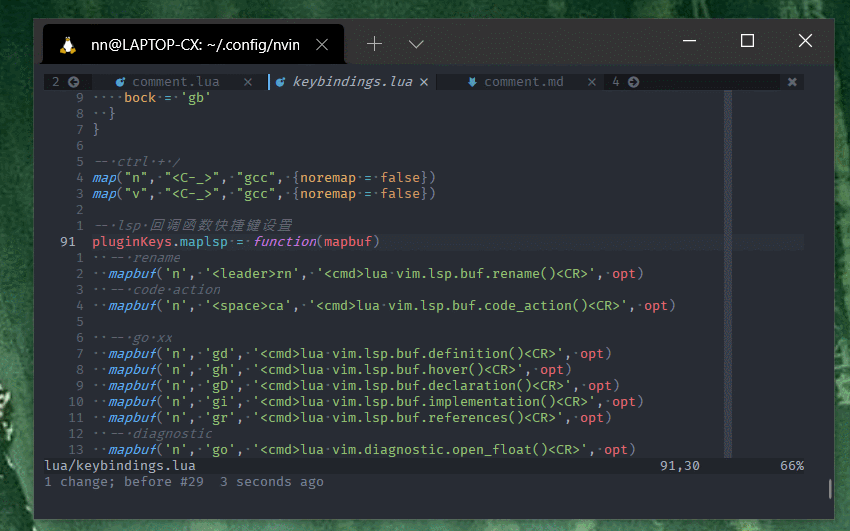 nn@LAPTOP-CX: ~/.config/nvin
2 comment.lua × keybindings.lua × comment.md × 4
9 ····bock·=·'gb'
8 ··}
7 }
6
5 --·ctrl·+·/
4 map("n",·"<C-_>",·"gcc",·{noremap·=·false})
3 map("v",·"<C-_>",·"gcc",·{noremap·=·false})
2
1 --·lsp·回调函数快捷键设置
91 pluginKeys.maplsp·=·function(mapbuf)
1 ··--·rename
2 ··mapbuf('n',·'<leader>rn',·'<cmd>lua·vim.lsp.buf.rename()<CR>',·opt)
3 ··--·code·action
4 ··mapbuf('n',·'<space>ca',·'<cmd>lua·vim.lsp.buf.code_action()<CR>',·opt)
5
6 ··--·go·xx
7 ··mapbuf('n',·'gd',·'<cmd>lua·vim.lsp.buf.definition()<CR>',·opt)
8 ··mapbuf('n',·'gh',·'<cmd>lua·vim.lsp.buf.hover()<CR>',·opt)
9 ··mapbuf('n',·'gD',·'<cmd>lua·vim.lsp.buf.declaration()<CR>',·opt)
10 ··mapbuf('n',·'gi',·'<cmd>lua·vim.lsp.buf.implementation()<CR>',·opt)
11 ··mapbuf('n',·'gr',·'<cmd>lua·vim.lsp.buf.references()<CR>',·opt)
12 ··--·diagnostic
13 ··mapbuf('n',·'go',·'<cmd>lua·vim.diagnostic.open_float()<CR>',·opt)
lua/keybindings.lua 91,30 66%
1 change; before #29 3 seconds ago